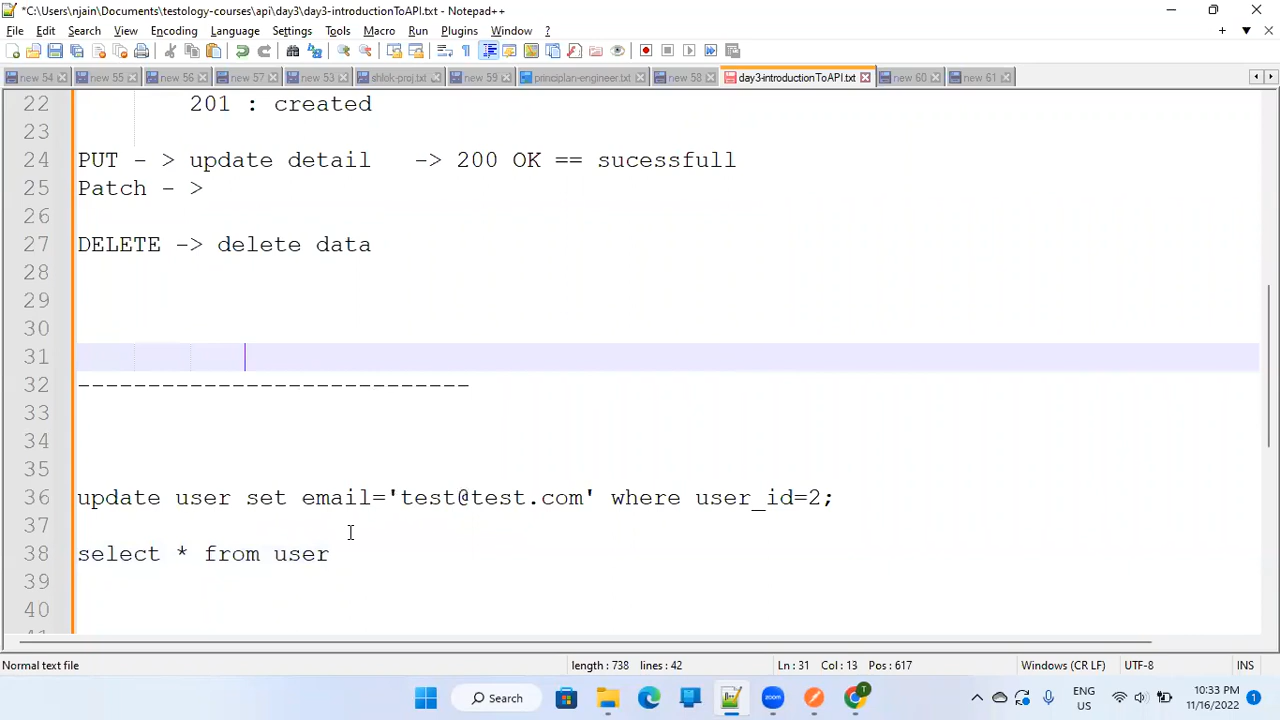 *C:\Users\njain\Documents\testology-courses\api\day3\day3-introductionToAPI.txt - Notepad++
File Edit Search View Encoding Language Settings Tools Macro Run Plugins Window ?
new 54 new 55 new 56 new 57 new 53 shlok-proj.txt new 59 principlan-engineer.txt new 58 day3-introductionToAPI.txt new 60 new 61
22 201 : created
23
24 PUT - > update detail -> 200 OK == sucessfull
25 Patch - >
26
27 DELETE -> delete data
28
29
30
31
32 ----------------------------
33
34
35
36 update user set email='test@test.com' where user_id=2;
37
38 select * from user
39
40
Normal text file length : 738 lines : 42 Ln : 31 Col : 13 Pos : 617 Windows (CR LF) UTF-8 INS
Search
ENG
US
10:33 PM
11/16/2022